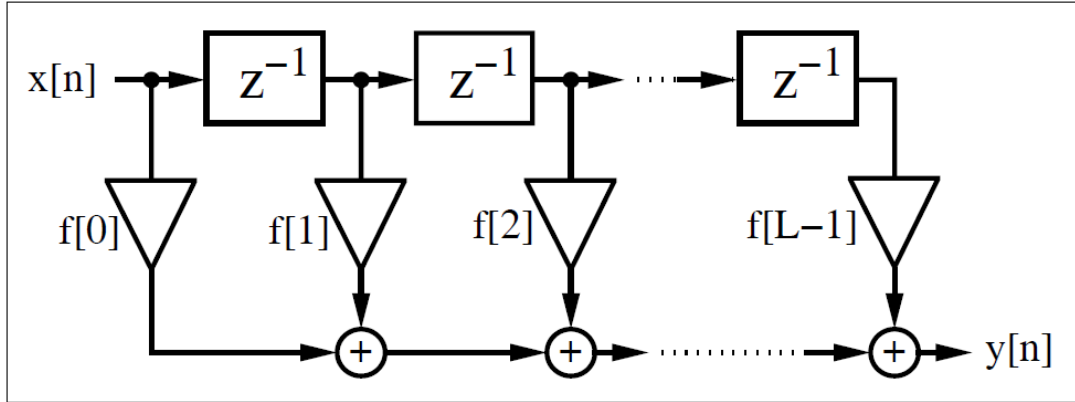 x[n] z⁻¹ z⁻¹ z⁻¹
f[0] f[1] f[2] f[L−1]
+ + + y[n]